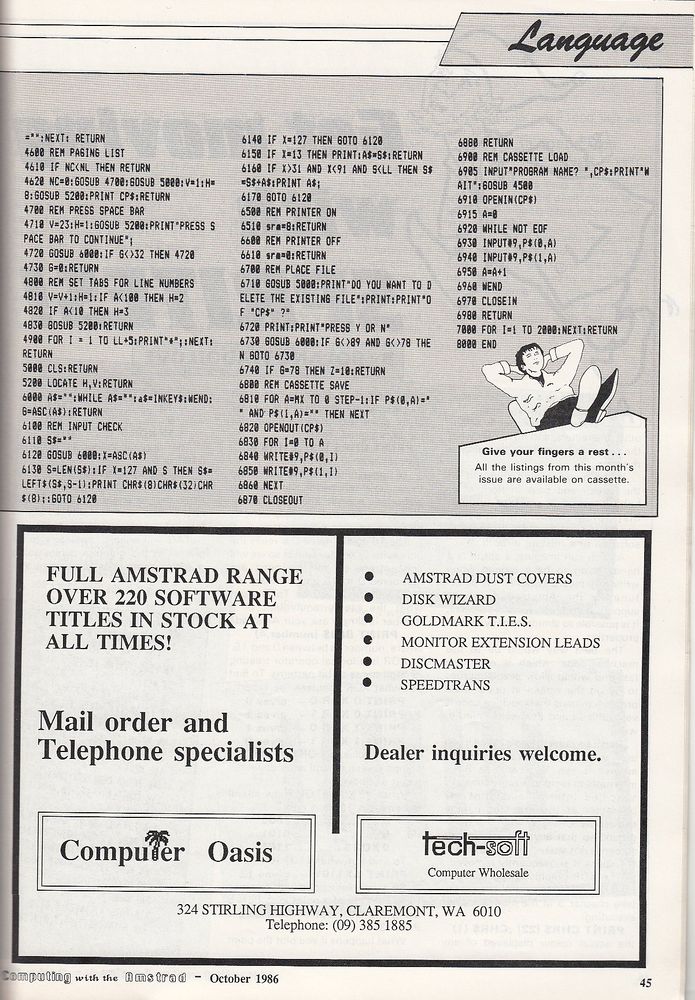 Language
="":NEXT: RETURN
4600 REM PAGING LIST
4610 IF NC<NL THEN RETURN
4620 NC=0:GOSUB 4700:GOSUB 5000:V=1:H=
8:GOSUB 5200:PRINT CP$:RETURN
4700 REM PRESS SPACE BAR
4710 V=23:H=1:GOSUB 5200:PRINT"PRESS S
PACE BAR TO CONTINUE";
4720 GOSUB 6000:IF G<>32 THEN 4720
4730 G=0:RETURN
4800 REM SET TABS FOR LINE NUMBERS
4810 V=V+1:H=1:IF A<100 THEN H=2
4820 IF A<10 THEN H=3
4830 GOSUB 5200:RETURN
4900 FOR I = 1 TO LL+5:PRINT"*";:NEXT:
RETURN
5000 CLS:RETURN
5200 LOCATE H,V:RETURN
6000 A$="":WHILE A$="":a$=INKEY$:WEND:
G=ASC(A$):RETURN
6100 REM INPUT CHECK
6110 S$=""
6120 GOSUB 6000:X=ASC(A$)
6130 S=LEN(S$):IF X=127 AND S THEN S$=
LEFT$(S$,S-1):PRINT CHR$(8)CHR$(32)CHR
$(8);:GOTO 6120
6140 IF X=127 THEN GOTO 6120
6150 IF X=13 THEN PRINT:A$=S$:RETURN
6160 IF X>31 AND X<91 AND S<LL THEN S$
=S$+A$:PRINT A$;
6170 GOTO 6120
6500 REM PRINTER ON
6510 srm=8:RETURN
6600 REM PRINTER OFF
6610 srm=0:RETURN
6700 REM PLACE FILE
6710 GOSUB 5000:PRINT"DO YOU WANT TO D
ELETE THE EXISTING FILE":PRINT:PRINT"O
F "CP$" ?"
6720 PRINT:PRINT"PRESS Y OR N"
6730 GOSUB 6000:IF G<>89 AND G<>78 THE
N GOTO 6730
6740 IF G=78 THEN Z=10:RETURN
6800 REM CASSETTE SAVE
6810 FOR A=MX TO 0 STEP-1:IF P$(0,A)="
" AND P$(1,A)="" THEN NEXT
6820 OPENOUT(CP$)
6830 FOR I=0 TO A
6840 WRITE#9,P$(0,I)
6850 WRITE#9,P$(1,I)
6860 NEXT
6870 CLOSEOUT
6880 RETURN
6900 REM CASSETTE LOAD
6905 INPUT"PROGRAM NAME? ",CP$:PRINT"W
AIT":GOSUB 4500
6910 OPENIN(CP$)
6915 A=0
6920 WHILE NOT EOF
6930 INPUT#9,P$(0,A)
6940 INPUT#9,P$(1,A)
6950 A=A+1
6960 WEND
6970 CLOSEIN
6980 RETURN
7000 FOR I=1 TO 2000:NEXT:RETURN
8000 END
Give your fingers a rest . . .
All the listings from this month's
issue are available on cassette.
FULL AMSTRAD RANGE
OVER 220 SOFTWARE
TITLES IN STOCK AT
ALL TIMES!
Mail order and
Telephone specialists
Computer Oasis
• AMSTRAD DUST COVERS
• DISK WIZARD
• GOLDMARK T.I.E.S.
• MONITOR EXTENSION LEADS
• DISCMASTER
• SPEEDTRANS
Dealer inquiries welcome.
tech-soft
Computer Wholesale
324 STIRLING HIGHWAY, CLAREMONT, WA 6010
Telephone: (09) 385 1885
Computing with the Amstrad – October 1986
45